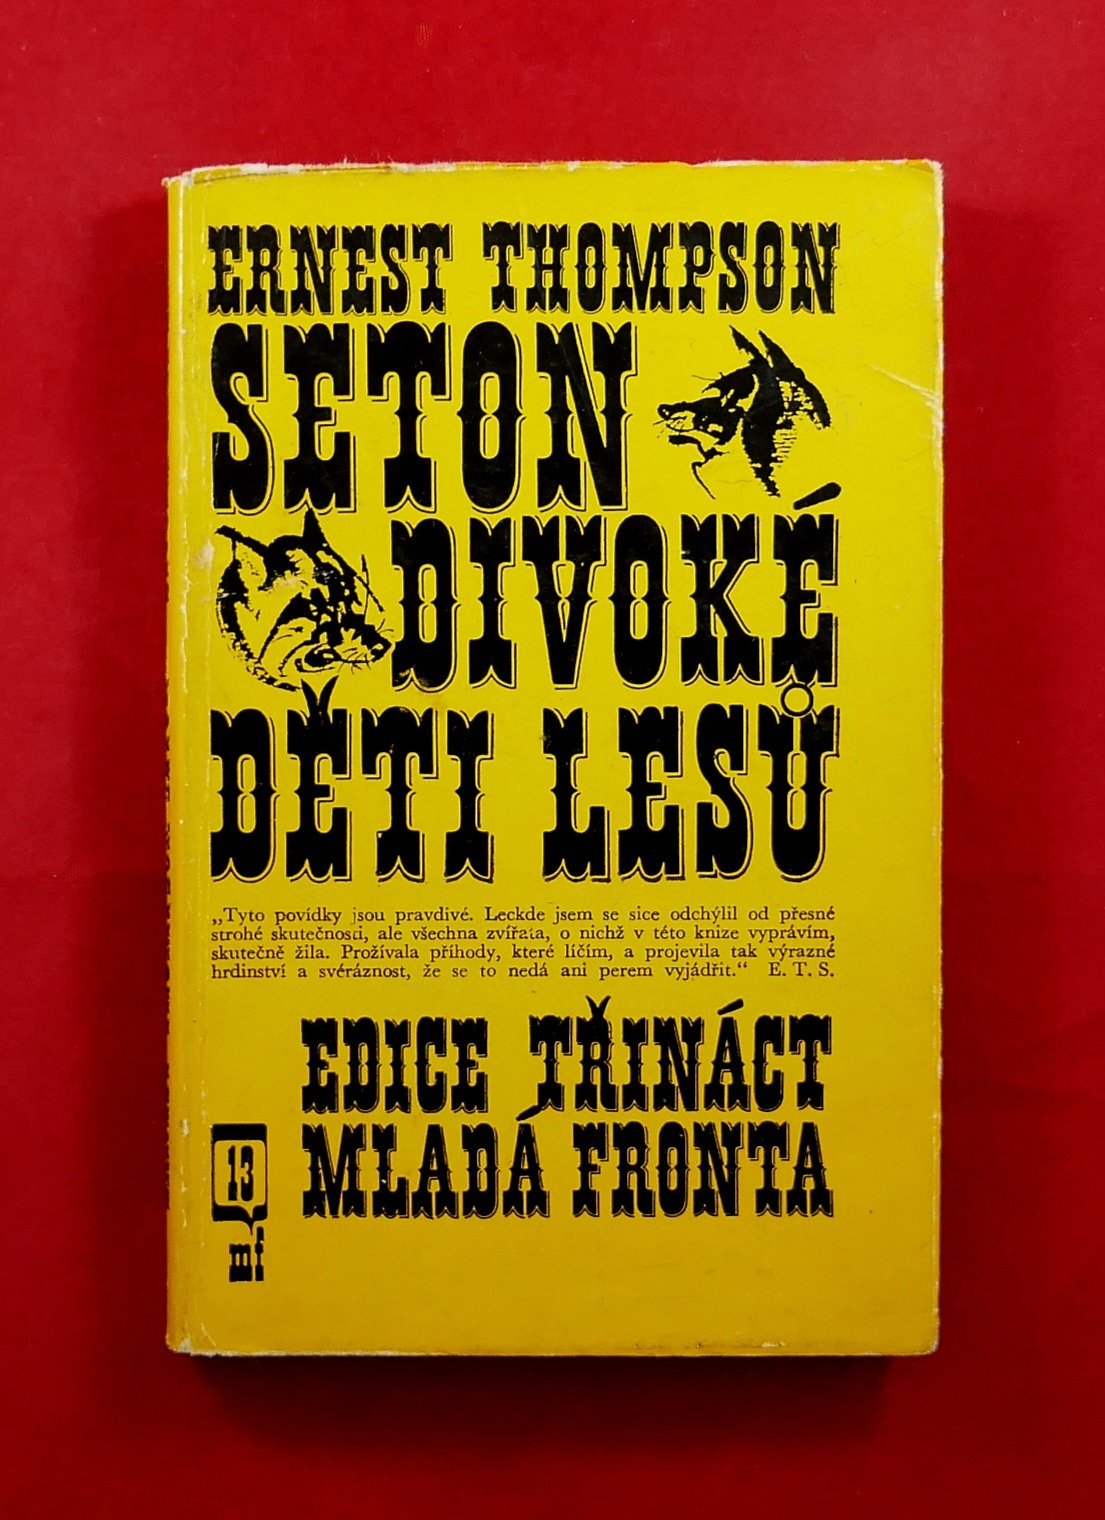 ERNEST THOMPSON
SETON
DIVOKÉ
DĚTI LESŮ
„Tyto povídky jsou pravdivé. Leckde jsem se sice odchýlil od přesné
strohé skutečnosti, ale všechna zvířata, o nichž v této knize vyprávím,
skutečně žila. Prožívala příhody, které líčím, a projevila tak výrazné
hrdinství a svéráznost, že se to nedá ani perem vyjádřit.“ E. T. S.
EDICE TŘINÁCT
MLADÁ FRONTA
13
mf